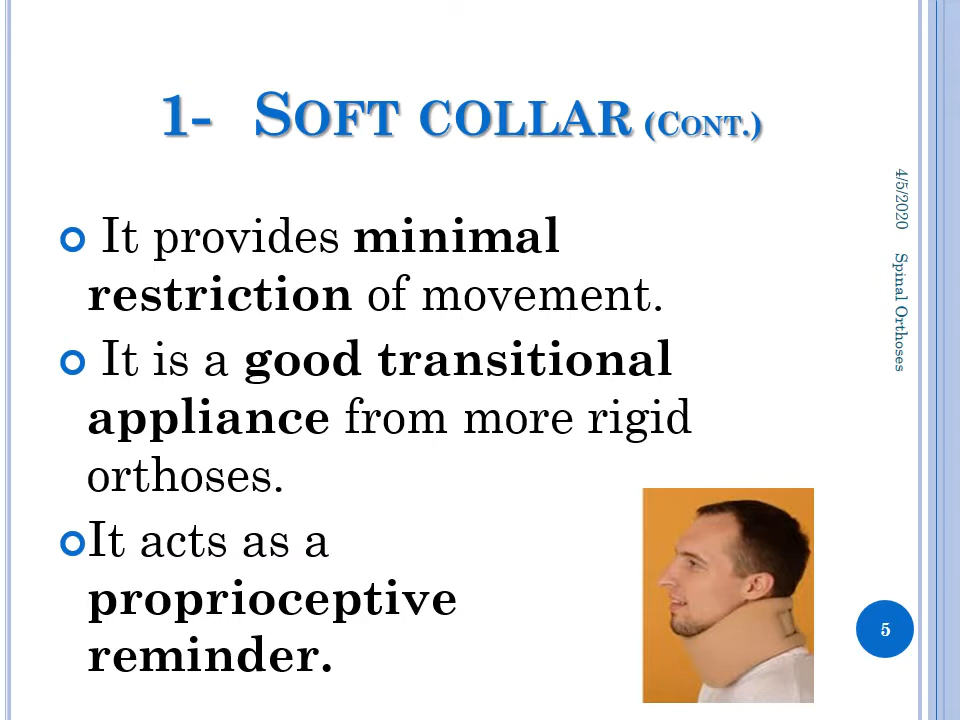 1- Soft collar (Cont.)
It provides minimal
restriction of movement.
It is a good transitional
appliance from more rigid
orthoses.
It acts as a
proprioceptive
reminder.
4/5/2020
Spinal Orthoses
5